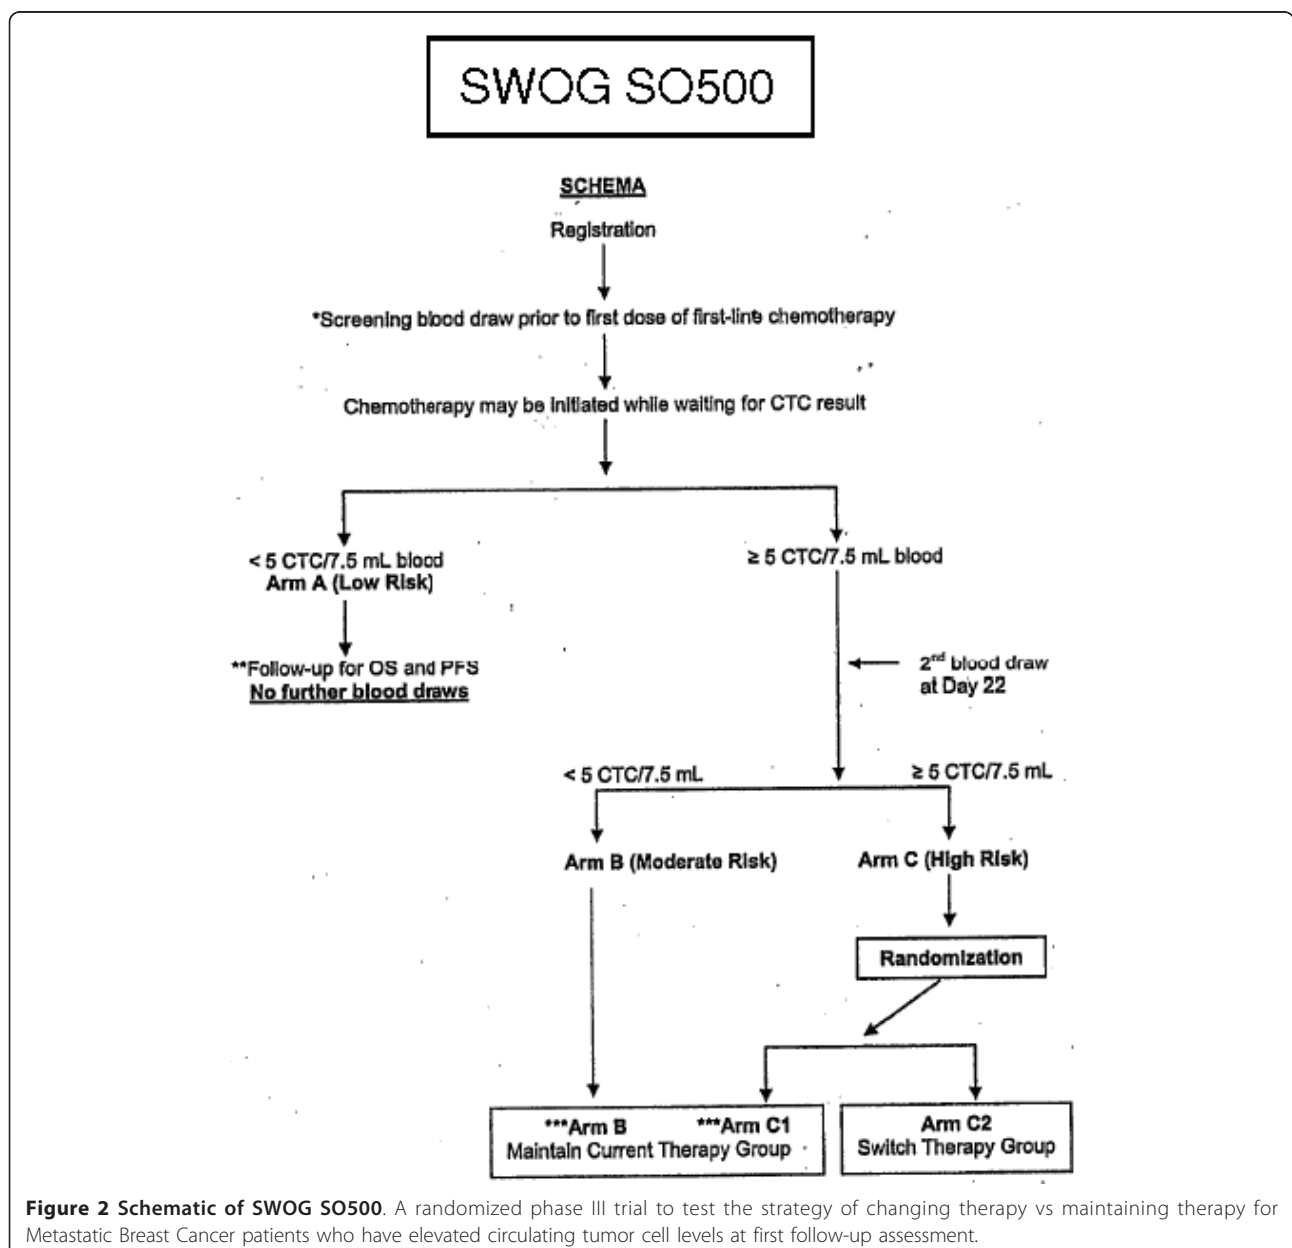 SWOG SO500
SCHEMA
Registration
*Screening blood draw prior to first dose of first-line chemotherapy
Chemotherapy may be initiated while waiting for CTC result
< 5 CTC/7.5 mL blood
Arm A (Low Risk)
≥ 5 CTC/7.5 mL blood
**Follow-up for OS and PFS
No further blood draws
2nd blood draw
at Day 22
< 5 CTC/7.5 mL
≥ 5 CTC/7.5 mL
Arm B (Moderate Risk)
Arm C (High Risk)
Randomization
***Arm B ***Arm C1
Maintain Current Therapy Group
Arm C2
Switch Therapy Group
Figure 2 Schematic of SWOG SO500. A randomized phase III trial to test the strategy of changing therapy vs maintaining therapy for
Metastatic Breast Cancer patients who have elevated circulating tumor cell levels at first follow-up assessment.